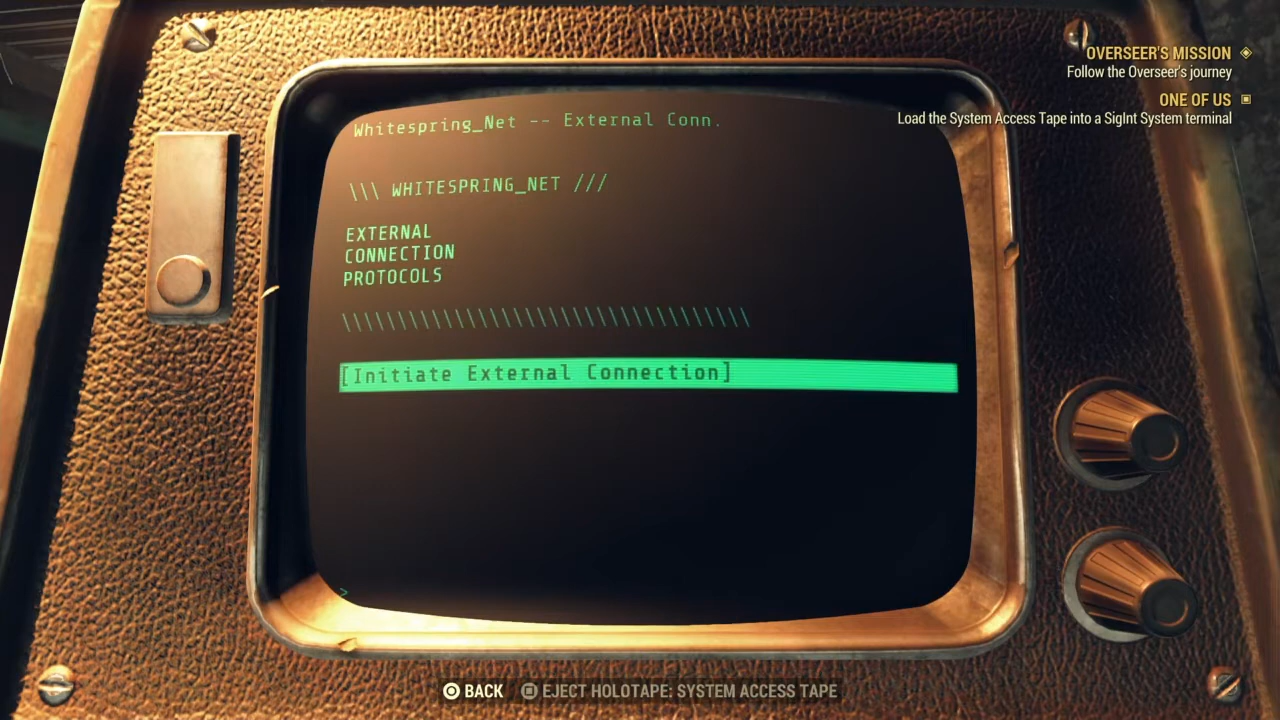 OVERSEER'S MISSION
Follow the Overseer's journey
ONE OF US
Load the System Access Tape into a SigInt System terminal
Whitespring_Net -- External Conn.
\\\ WHITESPRING_NET ///
EXTERNAL
CONNECTION
PROTOCOLS
\\\\\\\\\\\\\\\\\\\\\\\\\\\\\\\\\\\
[Initiate External Connection]
>
BACK EJECT HOLOTAPE: SYSTEM ACCESS TAPE